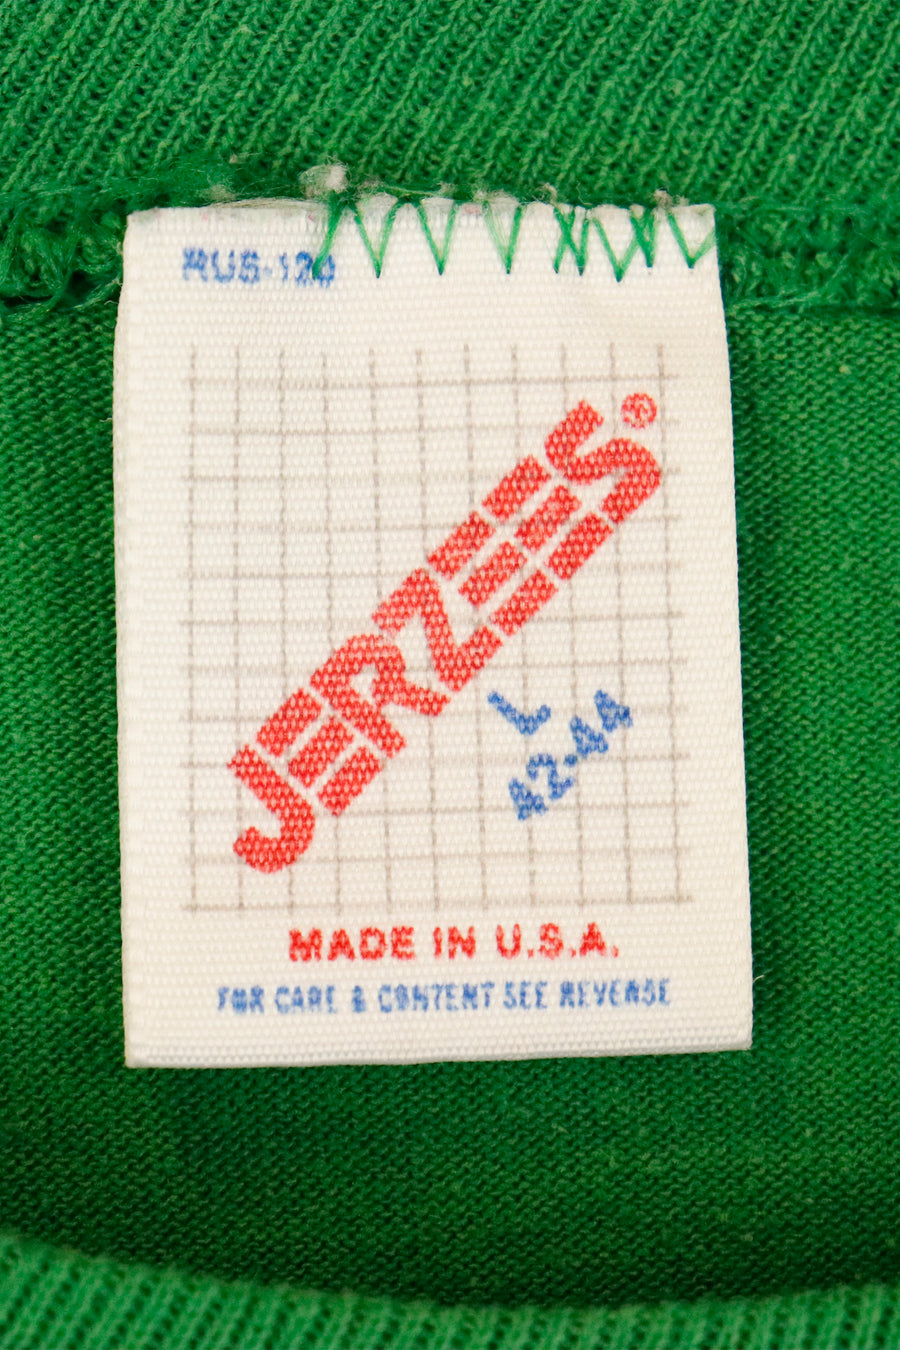 RUS-120
JERZEES®
L
42-44
MADE IN U.S.A.
FOR CARE & CONTENT SEE REVERSE